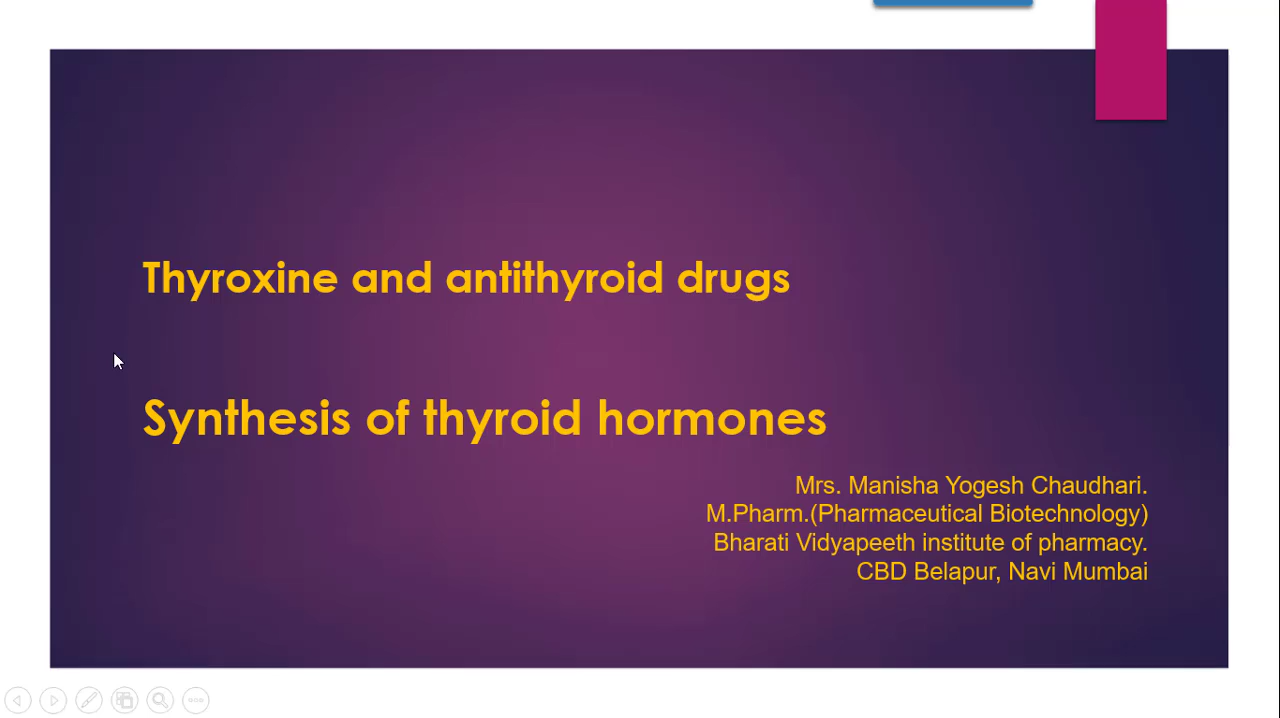 Thyroxine and antithyroid drugs
Synthesis of thyroid hormones
Mrs. Manisha Yogesh Chaudhari.
M.Pharm.(Pharmaceutical Biotechnology)
Bharati Vidyapeeth institute of pharmacy.
CBD Belapur, Navi Mumbai